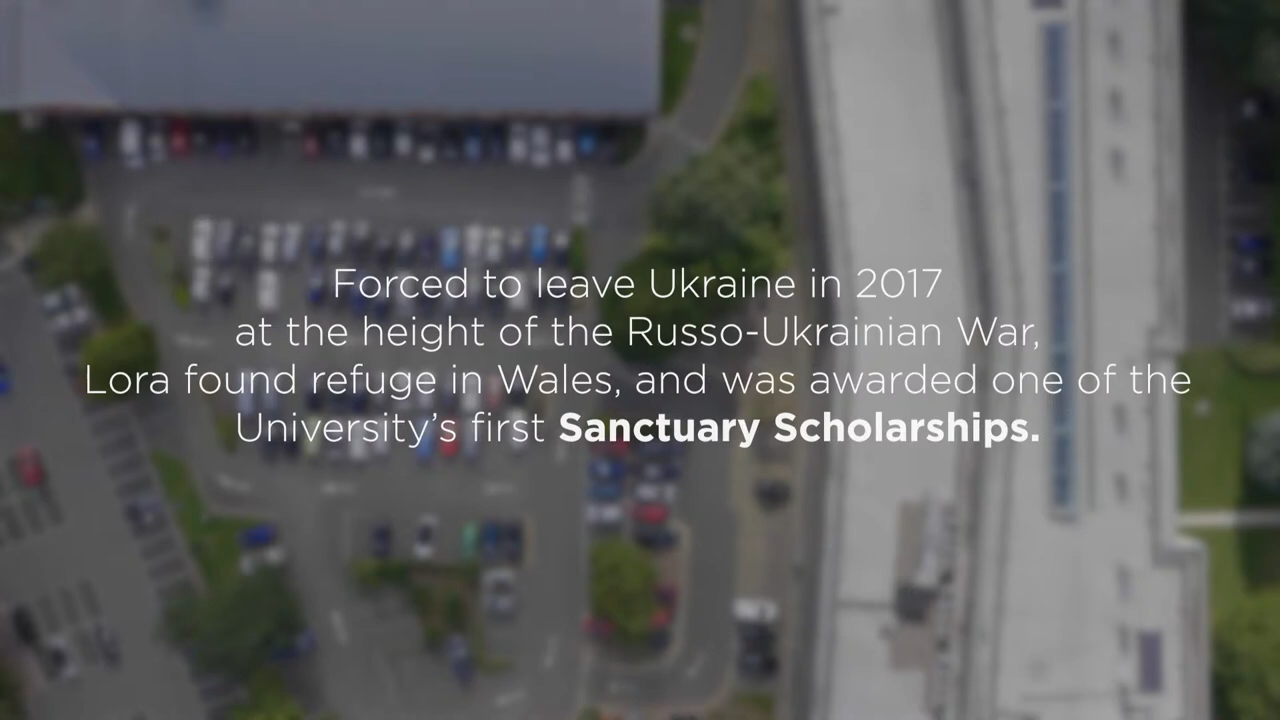 Forced to leave Ukraine in 2017
at the height of the Russo-Ukrainian War,
Lora found refuge in Wales, and was awarded one of the
University’s first Sanctuary Scholarships.